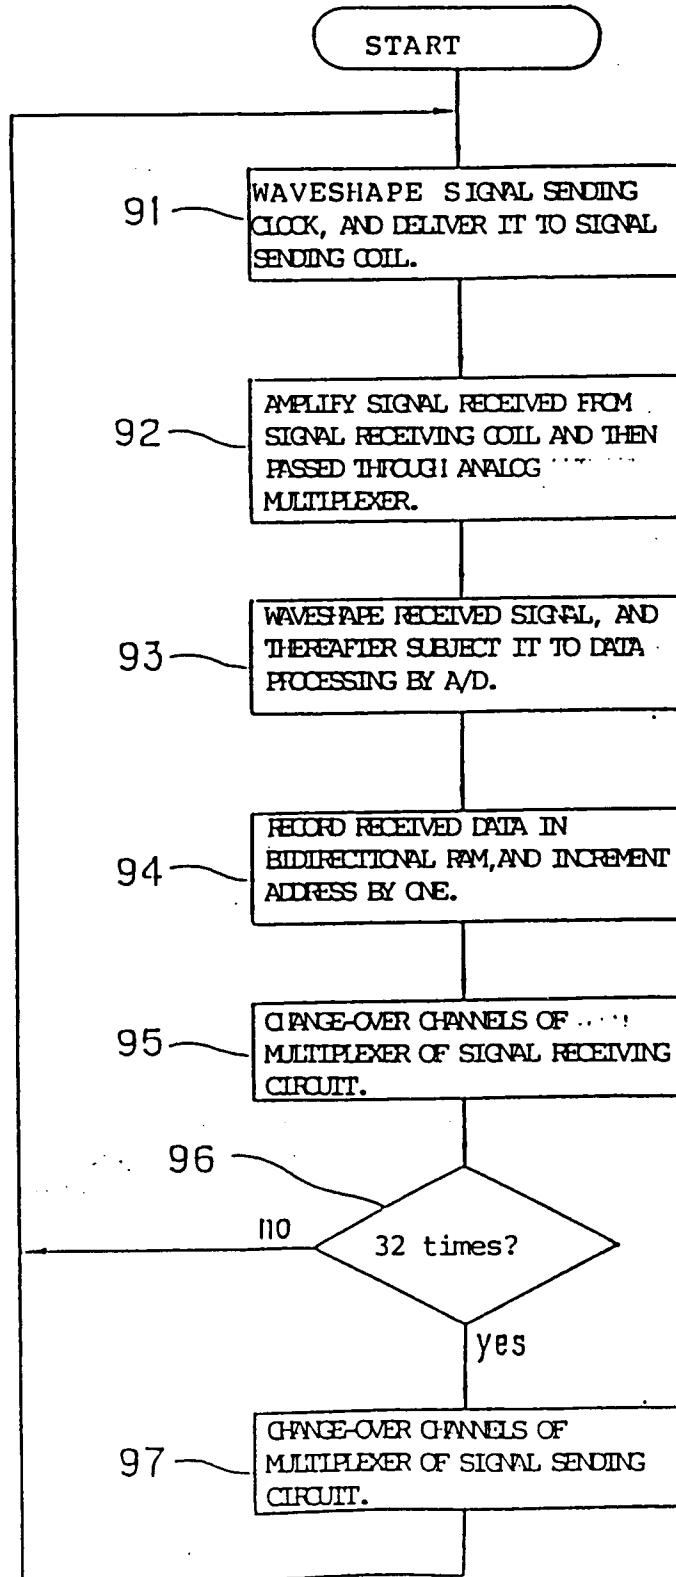 START
91
WAVESHAPE SIGNAL SENDING
CLOCK, AND DELIVER IT TO SIGNAL
SENDING COIL.
92
AMPLIFY SIGNAL RECEIVED FROM
SIGNAL RECEIVING COIL AND THEN
PASSED THROUGH ANALOG
MULTIPLEXER.
93
WAVESHAPE RECEIVED SIGNAL, AND
THEREAFTER SUBJECT IT TO DATA
PROCESSING BY A/D.
94
RECORD RECEIVED DATA IN
BIDIRECTIONAL RAM, AND INCREMENT
ADDRESS BY ONE.
95
CHANGE-OVER CHANNELS OF
MULTIPLEXER OF SIGNAL RECEIVING
CIRCUIT.
96
no
32 times?
yes
97
CHANGE-OVER CHANNELS OF
MULTIPLEXER OF SIGNAL SENDING
CIRCUIT.